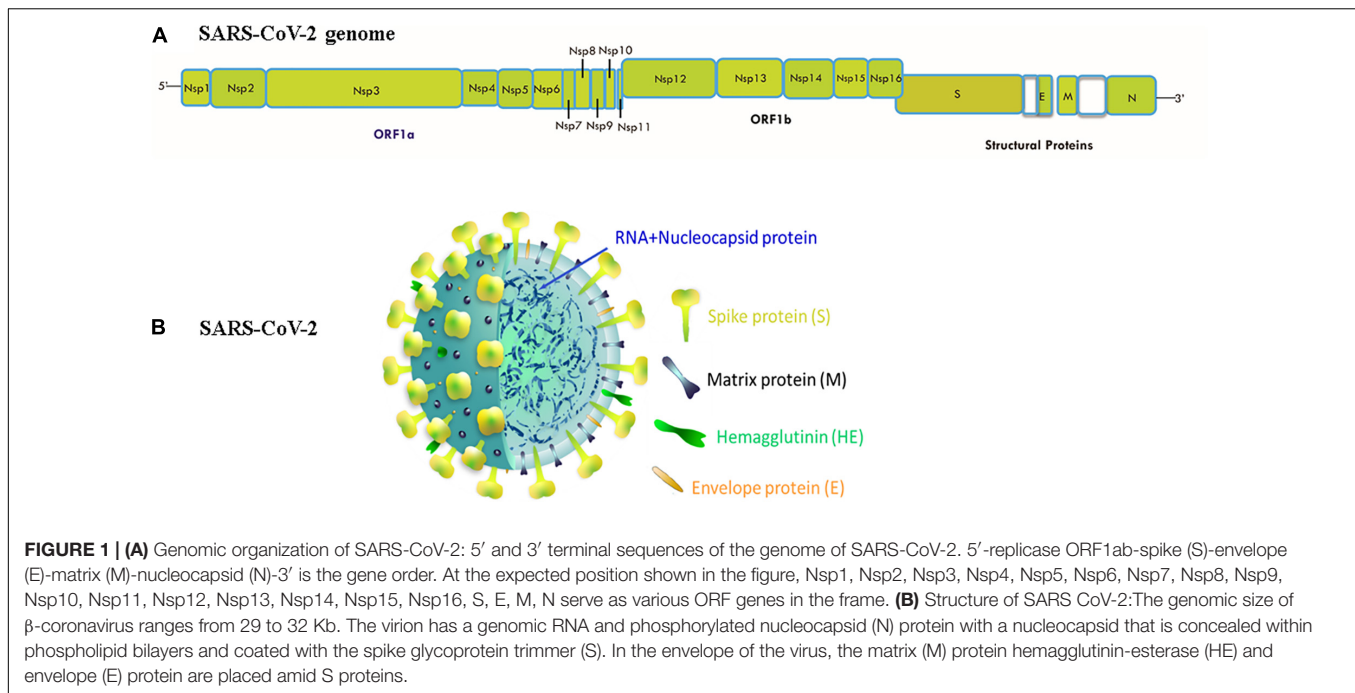 A SARS-CoV-2 genome
Nsp8 Nsp10
5' Nsp1 Nsp2 Nsp3 Nsp4 Nsp5 Nsp6 Nsp12 Nsp13 Nsp14 Nsp15 Nsp16 S E M N 3'
Nsp7 Nsp9 Nsp11
ORF1a ORF1b Structural Proteins
RNA+Nucleocapsid protein
Spike protein (S)
B SARS-CoV-2
Matrix protein (M)
Hemagglutinin (HE)
Envelope protein (E)
FIGURE 1 | (A) Genomic organization of SARS-CoV-2: 5′ and 3′ terminal sequences of the genome of SARS-CoV-2. 5′-replicase ORF1ab-spike (S)-envelope
(E)-matrix (M)-nucleocapsid (N)-3′ is the gene order. At the expected position shown in the figure, Nsp1, Nsp2, Nsp3, Nsp4, Nsp5, Nsp6, Nsp7, Nsp8, Nsp9,
Nsp10, Nsp11, Nsp12, Nsp13, Nsp14, Nsp15, Nsp16, S, E, M, N serve as various ORF genes in the frame. (B) Structure of SARS CoV-2:The genomic size of
β-coronavirus ranges from 29 to 32 Kb. The virion has a genomic RNA and phosphorylated nucleocapsid (N) protein with a nucleocapsid that is concealed within
phospholipid bilayers and coated with the spike glycoprotein trimmer (S). In the envelope of the virus, the matrix (M) protein hemagglutinin-esterase (HE) and
envelope (E) protein are placed amid S proteins.